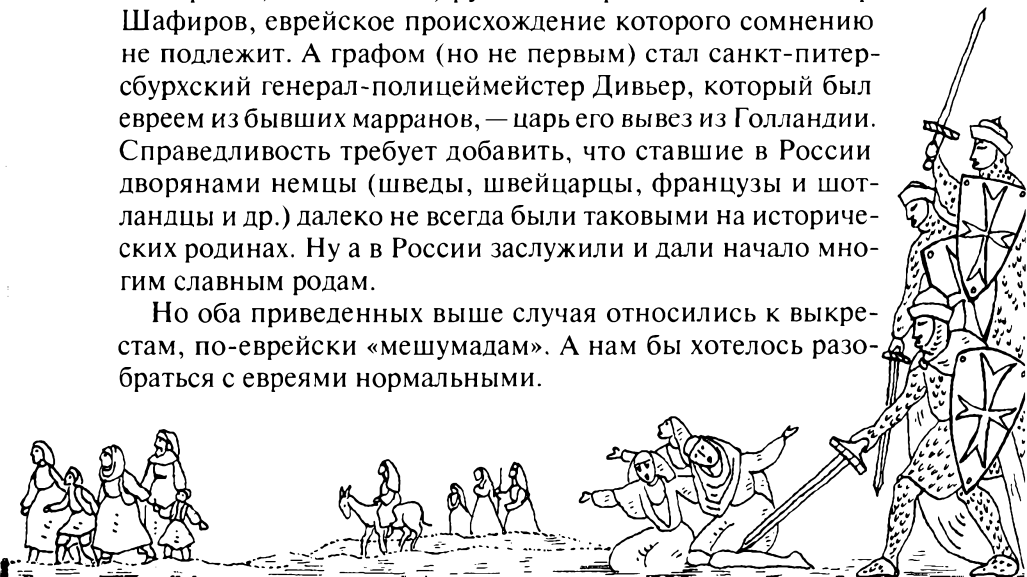 Шафиров, еврейское происхождение которого сомнению
не подлежит. А графом (но не первым) стал санкт-питер-
сбурхский генерал-полицеймейстер Дивьер, который был
евреем из бывших марранов, — царь его вывез из Голландии.
Справедливость требует добавить, что ставшие в России
дворянами немцы (шведы, швейцарцы, французы и шот-
ландцы и др.) далеко не всегда были таковыми на историче-
ских родинах. Ну а в России заслужили и дали начало мно-
гим славным родам.
Но оба приведенных выше случая относились к выкре-
стам, по-еврейски «мешумадам». А нам бы хотелось разо-
браться с евреями нормальными.